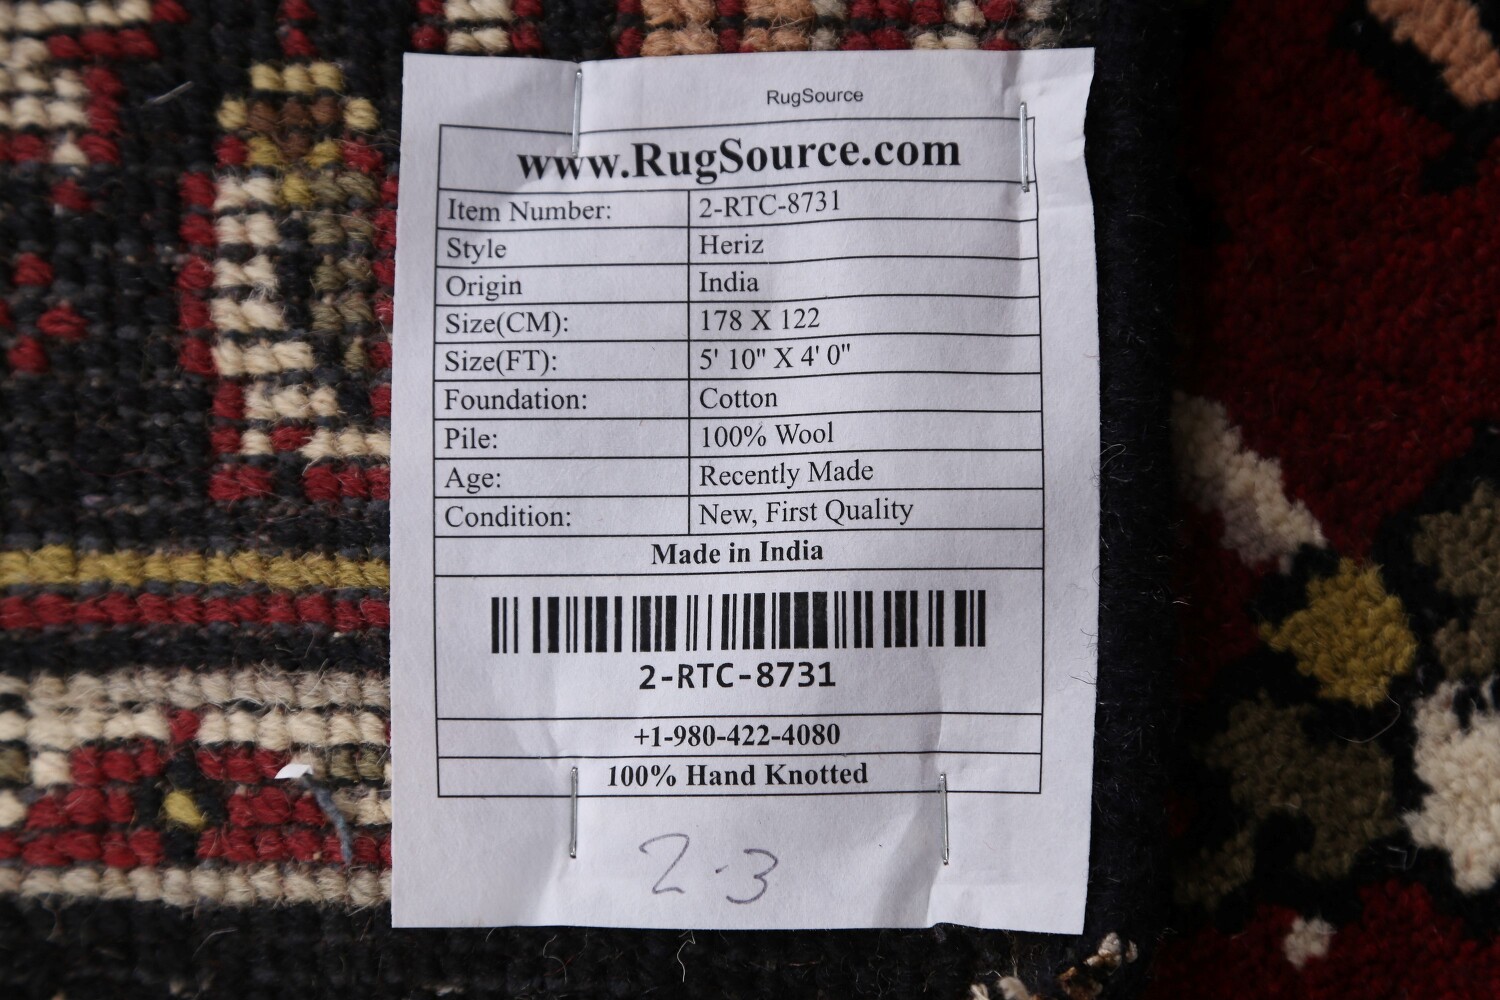 RugSource
www.RugSource.com
Item Number: 2-RTC-8731
Style Heriz
Origin India
Size(CM): 178 X 122
Size(FT): 5' 10" X 4' 0"
Foundation: Cotton
Pile: 100% Wool
Age: Recently Made
Condition: New, First Quality
Made in India
2-RTC-8731
+1-980-422-4080
100% Hand Knotted
2.3